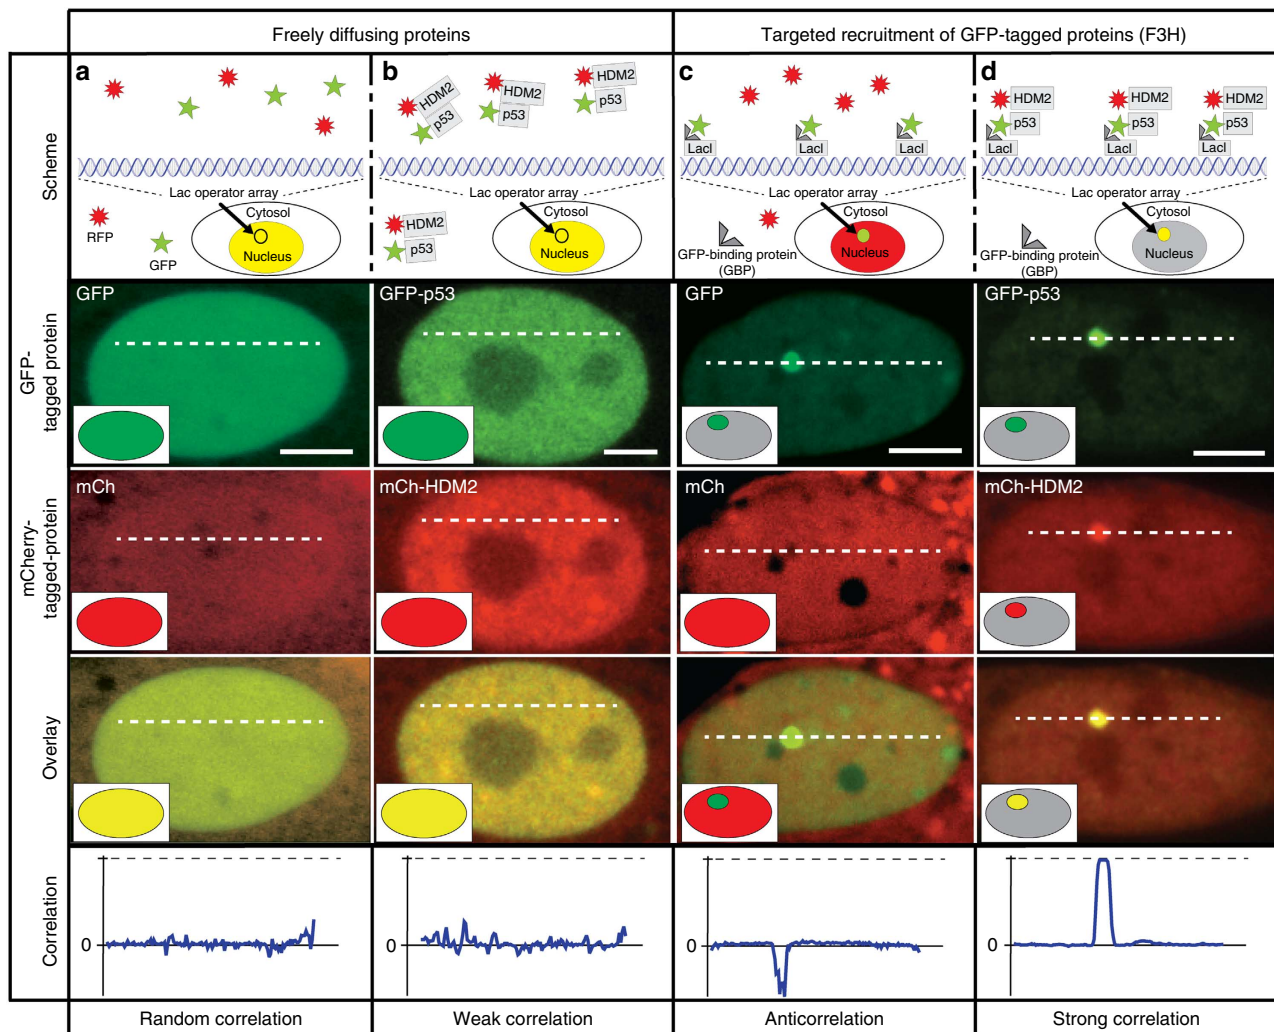 Freely diffusing proteins
Targeted recruitment of GFP-tagged proteins (F3H)
Scheme
a
Lac operator array
Cytosol
Nucleus
RFP
GFP
b
HDM2
p53
HDM2
p53
HDM2
p53
Lac operator array
Cytosol
Nucleus
HDM2
p53
c
LacI
LacI
LacI
Lac operator array
Cytosol
Nucleus
GFP-binding protein
(GBP)
d
HDM2
p53
LacI
HDM2
p53
LacI
HDM2
p53
LacI
Lac operator array
Cytosol
Nucleus
GFP-binding protein
(GBP)
GFP-
tagged protein
GFP
GFP-p53
GFP
GFP-p53
mCherry-
tagged-protein
mCh
mCh-HDM2
mCh
mCh-HDM2
Overlay
Correlation
0
0
0
0
Random correlation
Weak correlation
Anticorrelation
Strong correlation